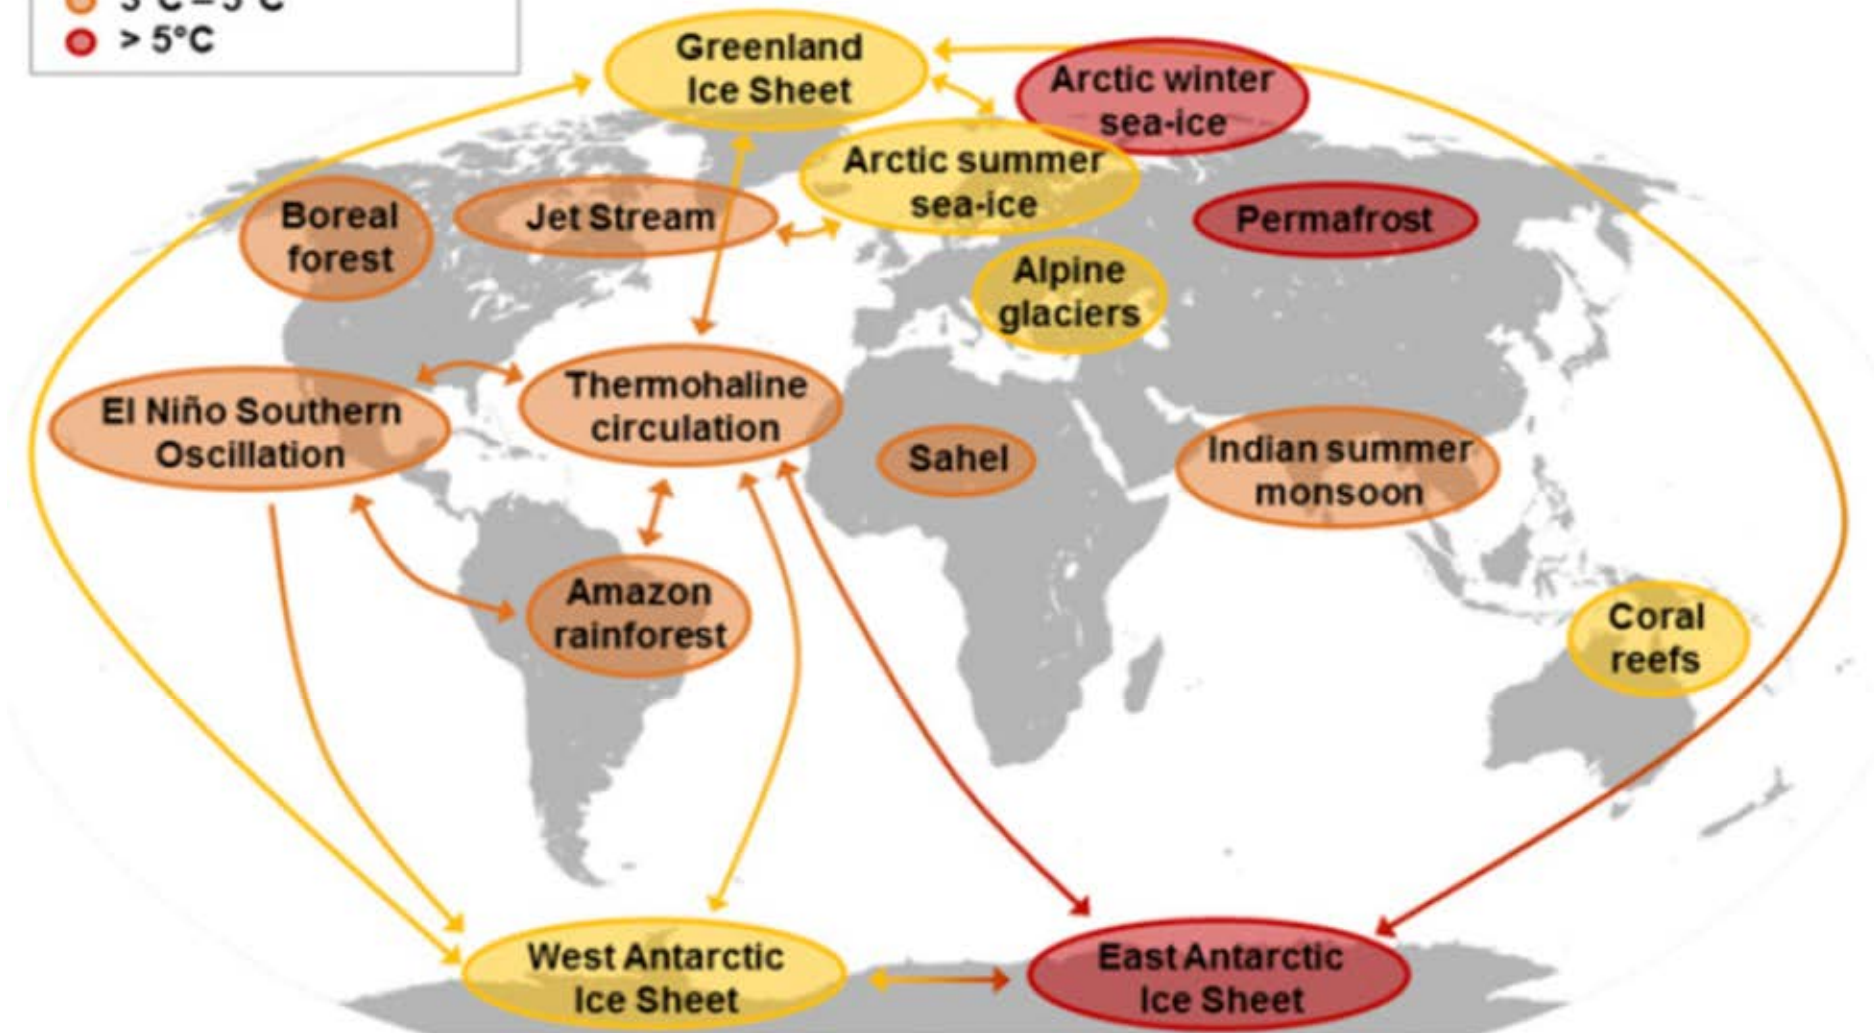 3°C – 5°C
> 5°C
Greenland
Ice Sheet
Arctic winter
sea-ice
Arctic summer
sea-ice
Boreal
forest
Jet Stream
Permafrost
Alpine
glaciers
El Niño Southern
Oscillation
Thermohaline
circulation
Sahel
Indian summer
monsoon
Amazon
rainforest
Coral
reefs
West Antarctic
Ice Sheet
East Antarctic
Ice Sheet